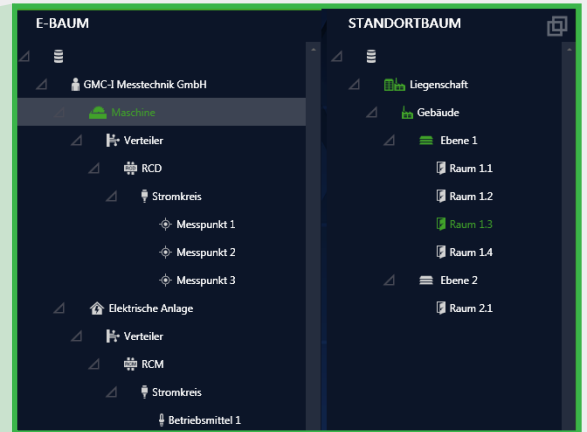 E-BAUM
GMC-I Messtechnik GmbH
Maschine
Verteiler
RCD
Stromkreis
Messpunkt 1
Messpunkt 2
Messpunkt 3
Elektrische Anlage
Verteiler
RCM
Stromkreis
Betriebsmittel 1
STANDORTBAUM
Liegenschaft
Gebäude
Ebene 1
Raum 1.1
Raum 1.2
Raum 1.3
Raum 1.4
Ebene 2
Raum 2.1